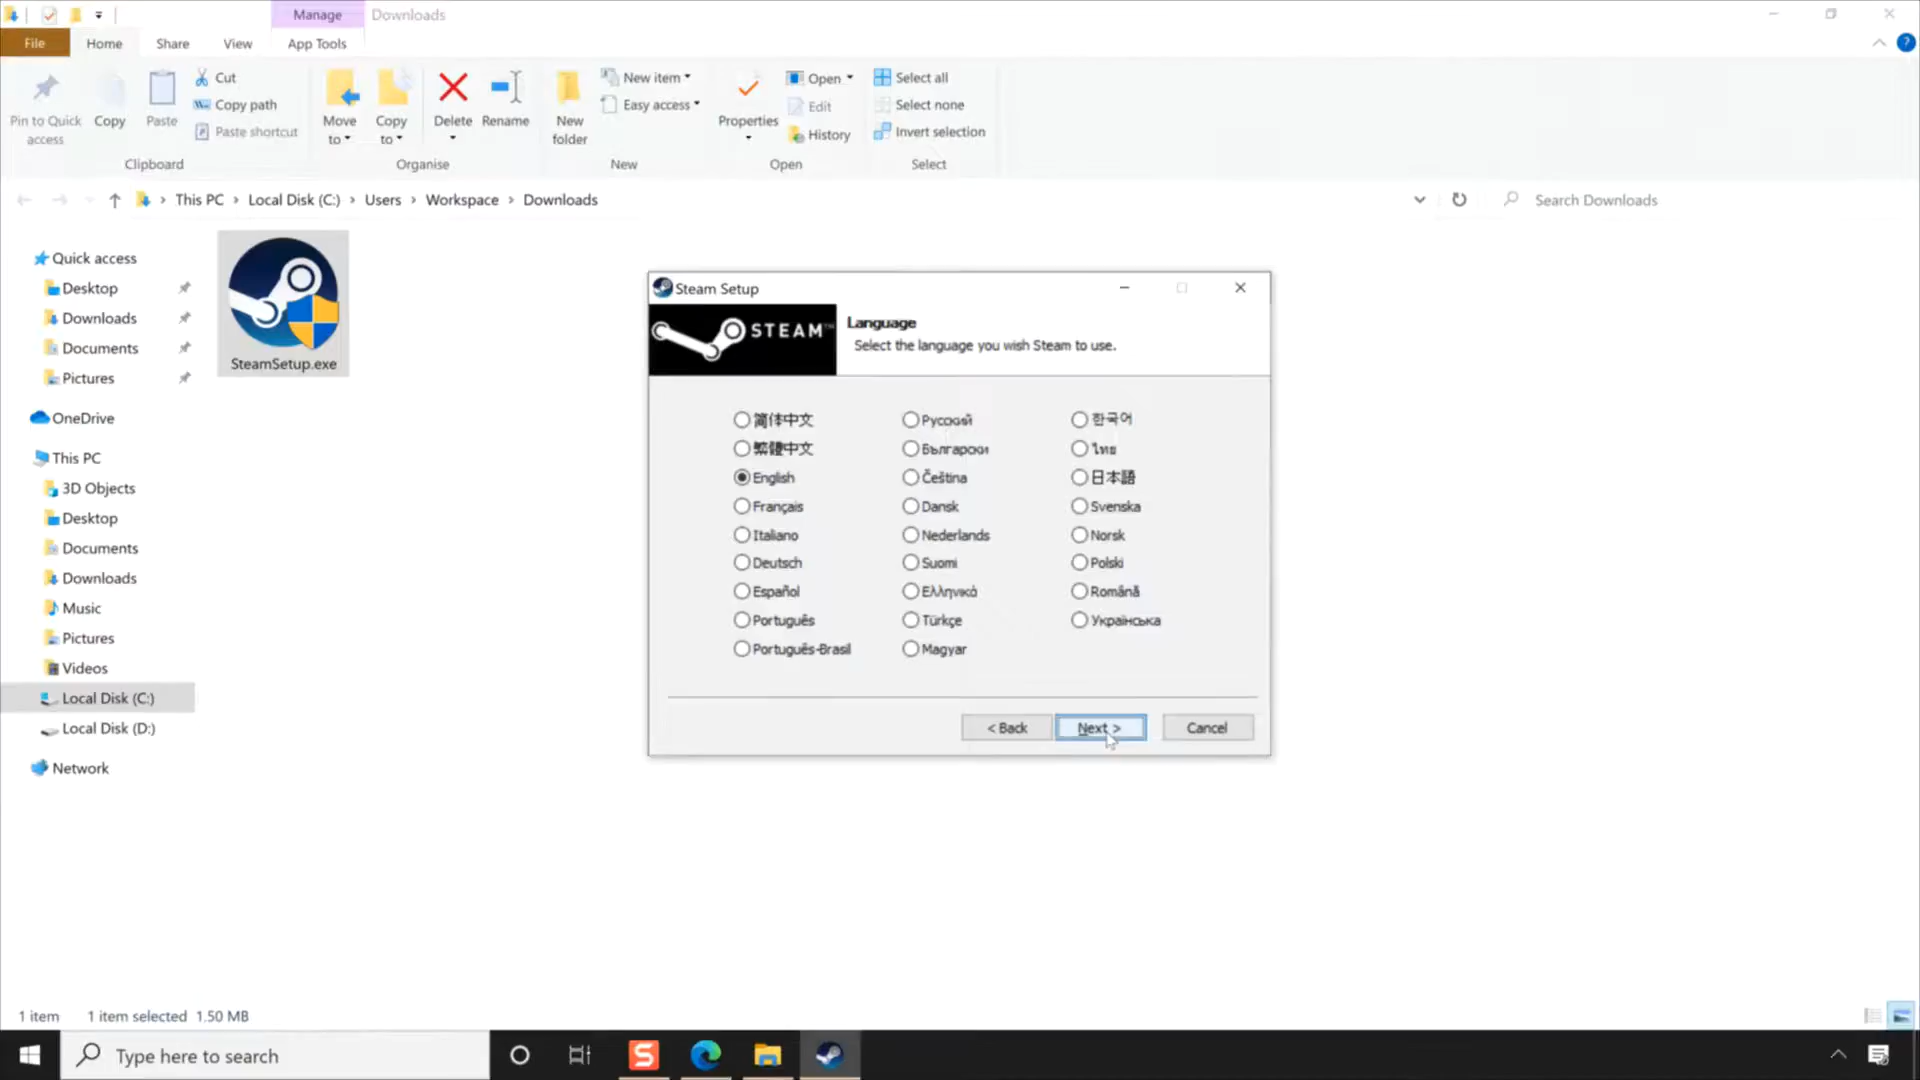 Manage
Downloads
File
Home
Share
View
App Tools
Pin to Quick access
Copy
Paste
Cut
Copy path
Paste shortcut
Clipboard
Move to
Copy to
Delete
Rename
Organise
New folder
New item
Easy access
New
Properties
Open
Edit
History
Open
Select all
Select none
Invert selection
Select
This PC > Local Disk (C:) > Users > Workspace > Downloads
Search Downloads
Quick access
Desktop
Downloads
Documents
Pictures
OneDrive
This PC
3D Objects
Desktop
Documents
Downloads
Music
Pictures
Videos
Local Disk (C:)
Local Disk (D:)
Network
SteamSetup.exe
Steam Setup
STEAM™
Language
Select the language you wish Steam to use.
简体中文
繁體中文
English
Français
Italiano
Deutsch
Español
Português
Português-Brasil
Русский
Български
Čeština
Dansk
Nederlands
Suomi
Ελληνικά
Türkçe
Magyar
한국어
ไทย
日本語
Svenska
Norsk
Polski
Română
Українська
< Back
Next >
Cancel
1 item
1 item selected 1.50 MB
Type here to search